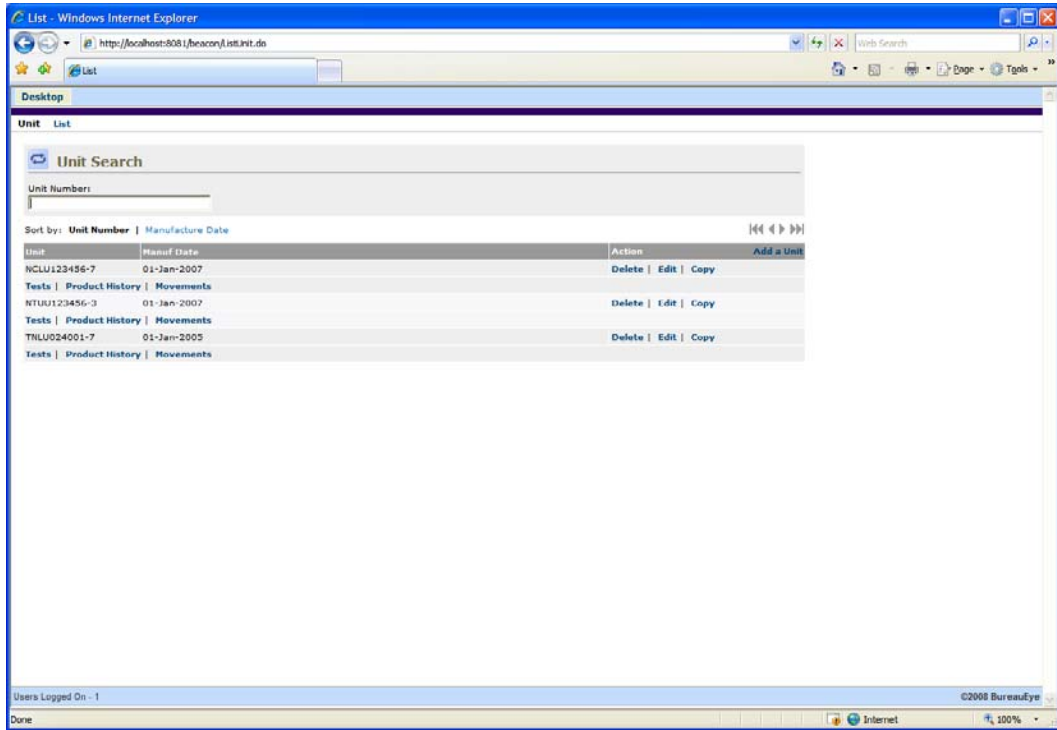 List - Windows Internet Explorer
http://localhost:8081/beacon/ListUnit.do
Web Search
List
Page
Tools
Desktop
Unit List
Unit Search
Unit Number:
Sort by: Unit Number | Manufacture Date
Unit Manuf Date Action Add a Unit
NCLU123456-7 01-Jan-2007 Delete | Edit | Copy
Tests | Product History | Movements
NTUU123456-3 01-Jan-2007 Delete | Edit | Copy
Tests | Product History | Movements
TNLU024001-7 01-Jan-2005 Delete | Edit | Copy
Tests | Product History | Movements
Users Logged On - 1 ©2008 BureauEye
Done Internet 100%